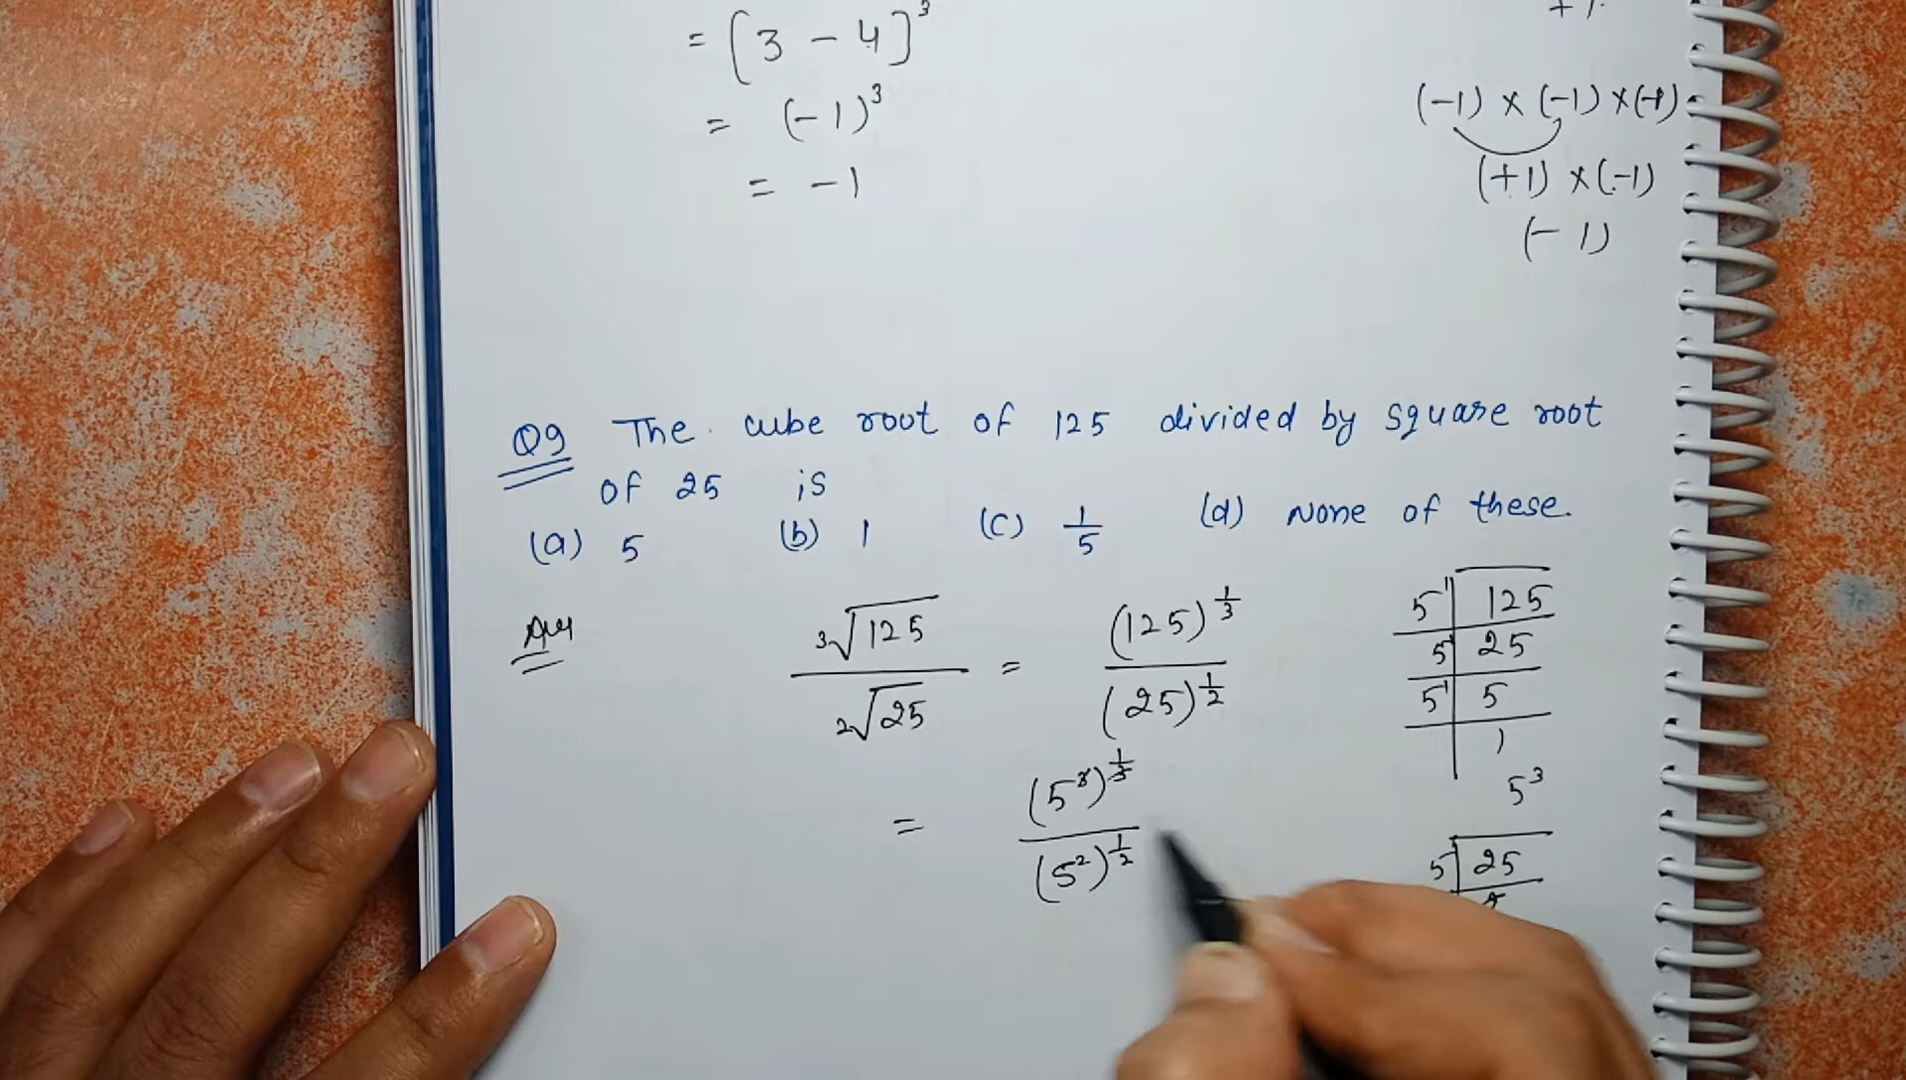 = [3 - 4]³
= (-1)³
= -1
(-1) × (-1) × (-1)
(+1) × (-1)
(-1)
Q9 The cube root of 125 divided by square root
of 25 is
(a) 5 (b) 1 (c) 1/5 (d) None of these.
Ans
³√125 / ²√25 = (125)^1/3 / (25)^1/2
= (5³)^1/3 / (5²)^1/2
5 | 125
5 | 25
5 | 5
1
5³
5 | 25